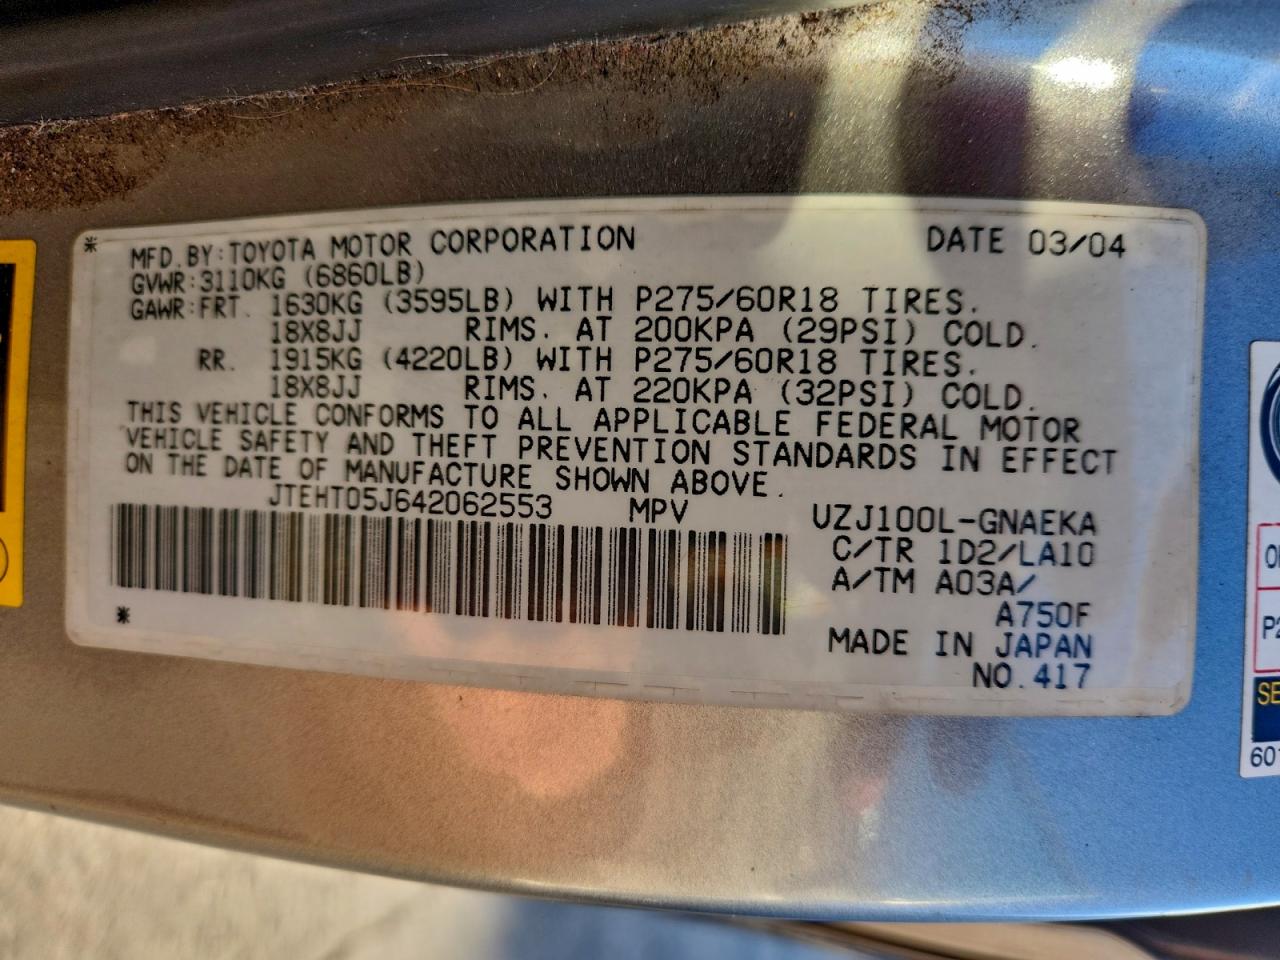 * MFD.BY:TOYOTA MOTOR CORPORATION DATE 03/04
GVWR:3110KG (6860LB)
GAWR:FRT. 1630KG (3595LB) WITH P275/60R18 TIRES.
18X8JJ RIMS. AT 200KPA (29PSI) COLD.
RR. 1915KG (4220LB) WITH P275/60R18 TIRES.
18X8JJ RIMS. AT 220KPA (32PSI) COLD.
THIS VEHICLE CONFORMS TO ALL APPLICABLE FEDERAL MOTOR
VEHICLE SAFETY AND THEFT PREVENTION STANDARDS IN EFFECT
ON THE DATE OF MANUFACTURE SHOWN ABOVE.
JTEHT05J642062553 MPV UZJ100L-GNAEKA
C/TR 1D2/LA10
A/TM A03A/
* A750F
MADE IN JAPAN
NO.417